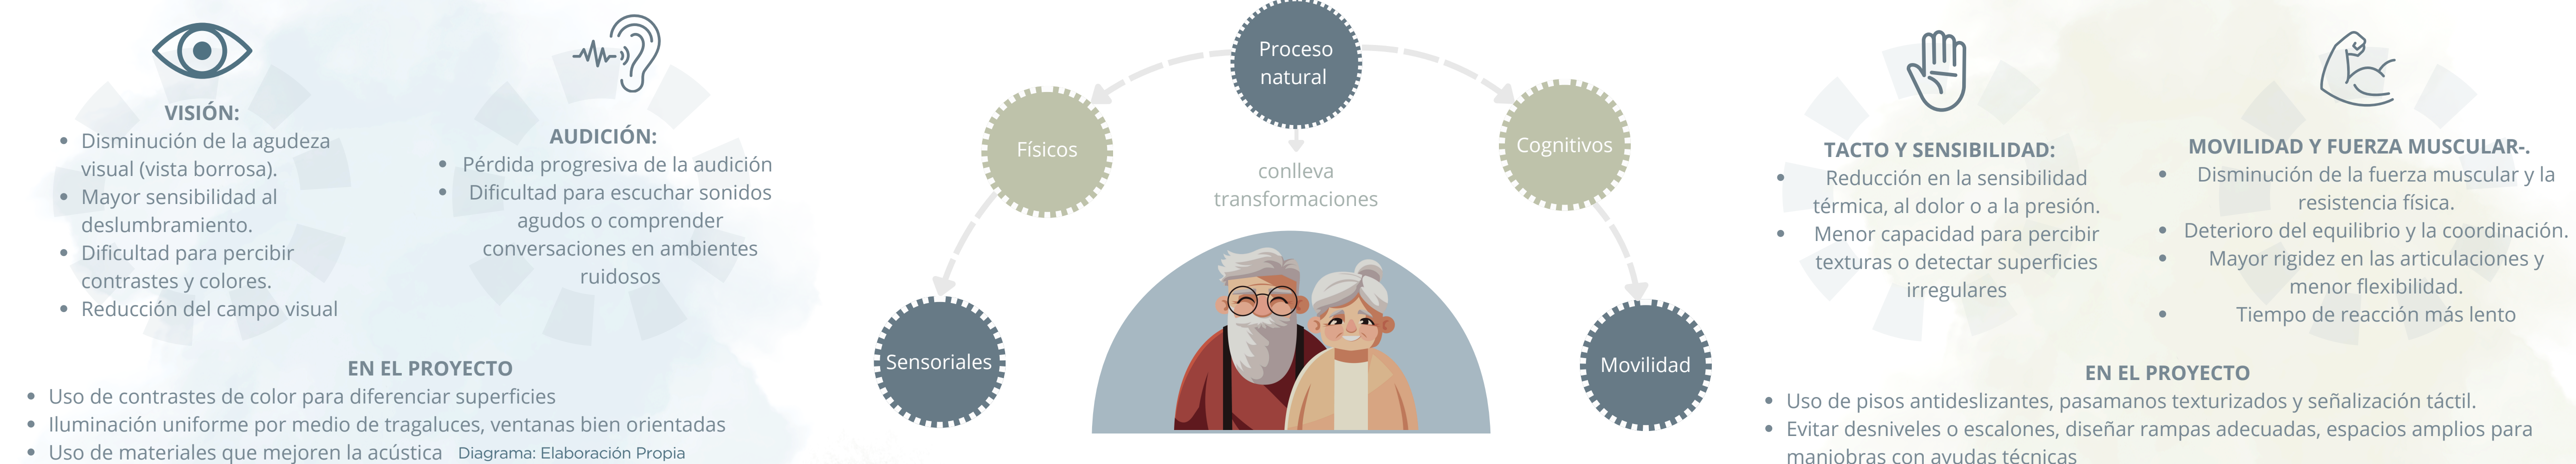 VISIÓN:
• Disminución de la agudeza
visual (vista borrosa).
• Mayor sensibilidad al
deslumbramiento.
• Dificultad para percibir
contrastes y colores.
• Reducción del campo visual
AUDICIÓN:
• Pérdida progresiva de la audición
• Dificultad para escuchar sonidos
agudos o comprender
conversaciones en ambientes
ruidosos
EN EL PROYECTO
• Uso de contrastes de color para diferenciar superficies
• Iluminación uniforme por medio de tragaluces, ventanas bien orientadas
• Uso de materiales que mejoren la acústica
Diagrama: Elaboración Propia
Proceso
natural
Físicos
Cognitivos
conlleva
transformaciones
Sensoriales
Movilidad
TACTO Y SENSIBILIDAD:
• Reducción en la sensibilidad
térmica, al dolor o a la presión.
• Menor capacidad para percibir
texturas o detectar superficies
irregulares
MOVILIDAD Y FUERZA MUSCULAR-.
• Disminución de la fuerza muscular y la
resistencia física.
• Deterioro del equilibrio y la coordinación.
• Mayor rigidez en las articulaciones y
menor flexibilidad.
• Tiempo de reacción más lento
EN EL PROYECTO
• Uso de pisos antideslizantes, pasamanos texturizados y señalización táctil.
• Evitar desniveles o escalones, diseñar rampas adecuadas, espacios amplios para
maniobras con ayudas técnicas